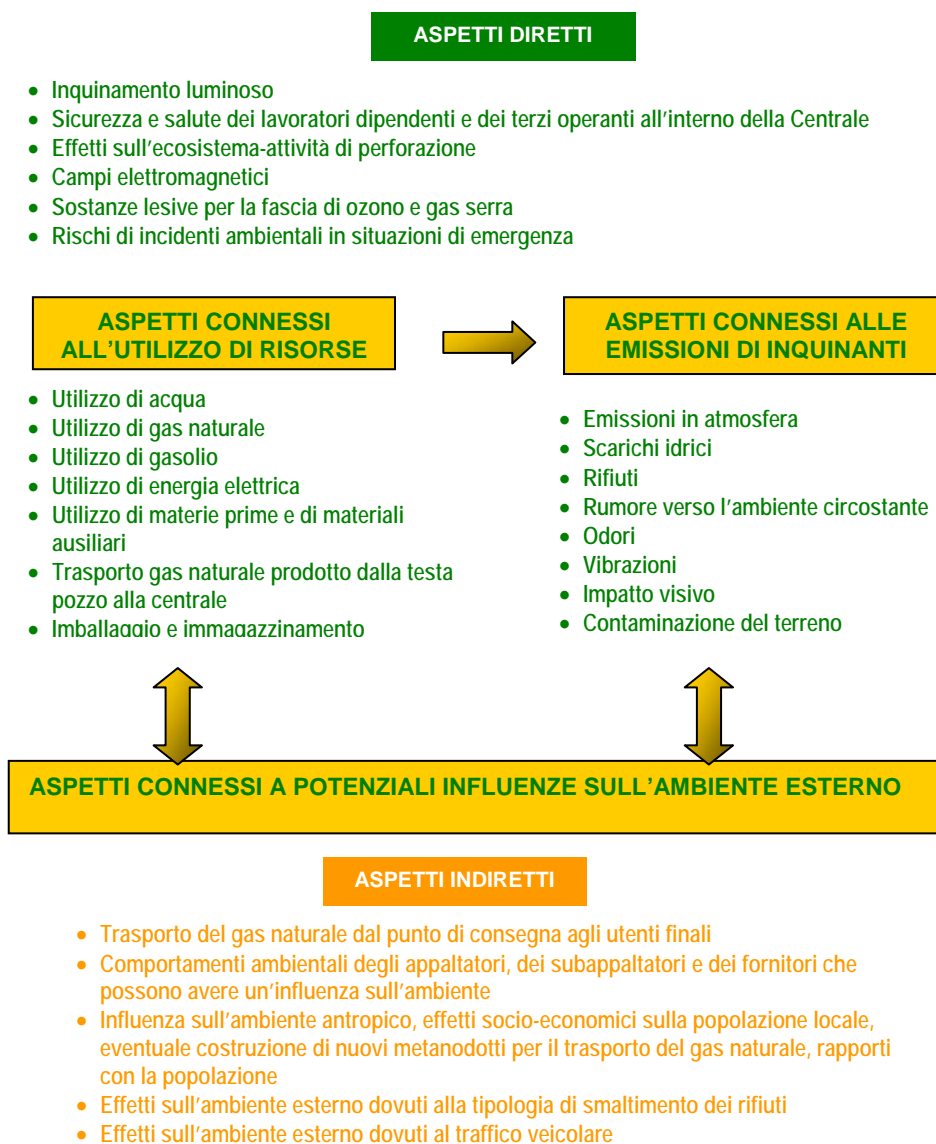 ASPETTI DIRETTI
• Inquinamento luminoso
• Sicurezza e salute dei lavoratori dipendenti e dei terzi operanti all'interno della Centrale
• Effetti sull'ecosistema-attività di perforazione
• Campi elettromagnetici
• Sostanze lesive per la fascia di ozono e gas serra
• Rischi di incidenti ambientali in situazioni di emergenza
ASPETTI CONNESSI
ALL'UTILIZZO DI RISORSE
• Utilizzo di acqua
• Utilizzo di gas naturale
• Utilizzo di gasolio
• Utilizzo di energia elettrica
• Utilizzo di materie prime e di materiali
ausiliari
• Trasporto gas naturale prodotto dalla testa
pozzo alla centrale
• Imballaggio e immagazzinamento
ASPETTI CONNESSI ALLE
EMISSIONI DI INQUINANTI
• Emissioni in atmosfera
• Scarichi idrici
• Rifiuti
• Rumore verso l'ambiente circostante
• Odori
• Vibrazioni
• Impatto visivo
• Contaminazione del terreno
ASPETTI CONNESSI A POTENZIALI INFLUENZE SULL'AMBIENTE ESTERNO
ASPETTI INDIRETTI
• Trasporto del gas naturale dal punto di consegna agli utenti finali
• Comportamenti ambientali degli appaltatori, dei subappaltatori e dei fornitori che
possono avere un'influenza sull'ambiente
• Influenza sull'ambiente antropico, effetti socio-economici sulla popolazione locale,
eventuale costruzione di nuovi metanodotti per il trasporto del gas naturale, rapporti
con la popolazione
• Effetti sull'ambiente esterno dovuti alla tipologia di smaltimento dei rifiuti
• Effetti sull'ambiente esterno dovuti al traffico veicolare